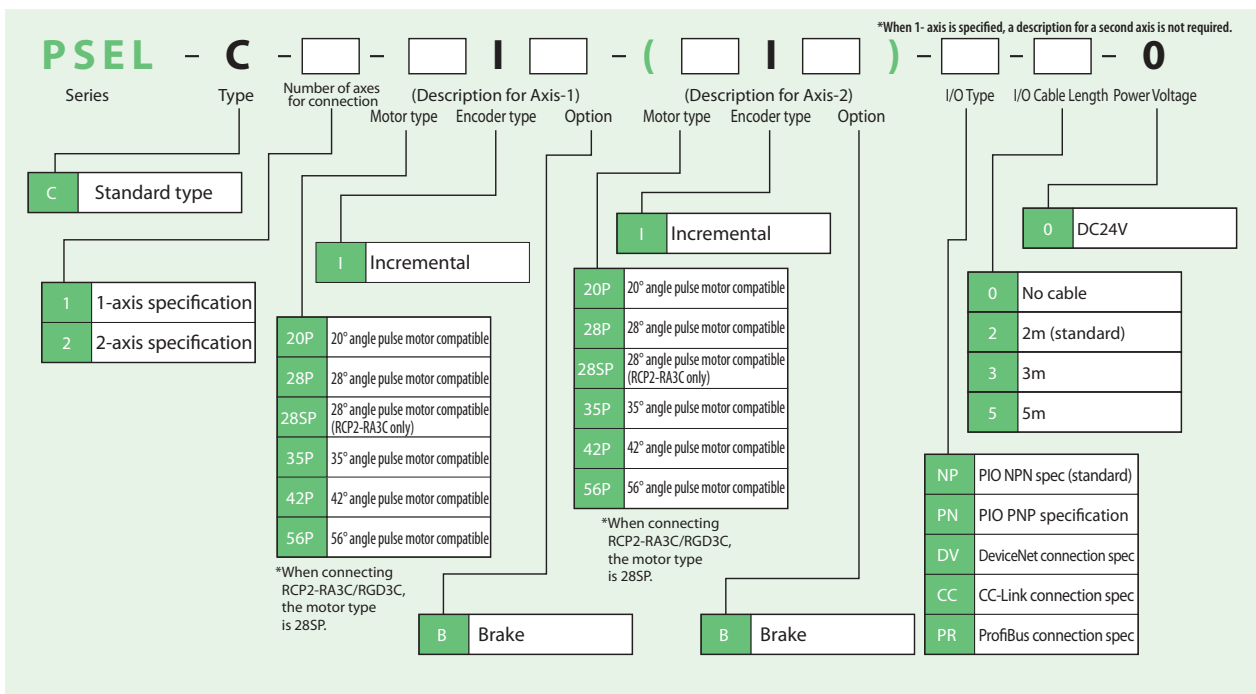 *When 1- axis is specified, a description for a second axis is not required.
PSEL - C - - I - ( I ) - - - 0
Series
Type
Number of axes
for connection
(Description for Axis-1)
Motor type
Encoder type
Option
(Description for Axis-2)
Motor type
Encoder type
Option
I/O Type
I/O Cable Length
Power Voltage
C Standard type
1 1-axis specification
2 2-axis specification
I Incremental
20P 20° angle pulse motor compatible
28P 28° angle pulse motor compatible
28SP 28° angle pulse motor compatible
(RCP2-RA3C only)
35P 35° angle pulse motor compatible
42P 42° angle pulse motor compatible
56P 56° angle pulse motor compatible
*When connecting
RCP2-RA3C/RGD3C,
the motor type
is 28SP.
B Brake
I Incremental
20P 20° angle pulse motor compatible
28P 28° angle pulse motor compatible
28SP 28° angle pulse motor compatible
(RCP2-RA3C only)
35P 35° angle pulse motor compatible
42P 42° angle pulse motor compatible
56P 56° angle pulse motor compatible
*When connecting
RCP2-RA3C/RGD3C,
the motor type
is 28SP.
B Brake
0 DC24V
0 No cable
2 2m (standard)
3 3m
5 5m
NP PIO NPN spec (standard)
PN PIO PNP specification
DV DeviceNet connection spec
CC CC-Link connection spec
PR ProfiBus connection spec